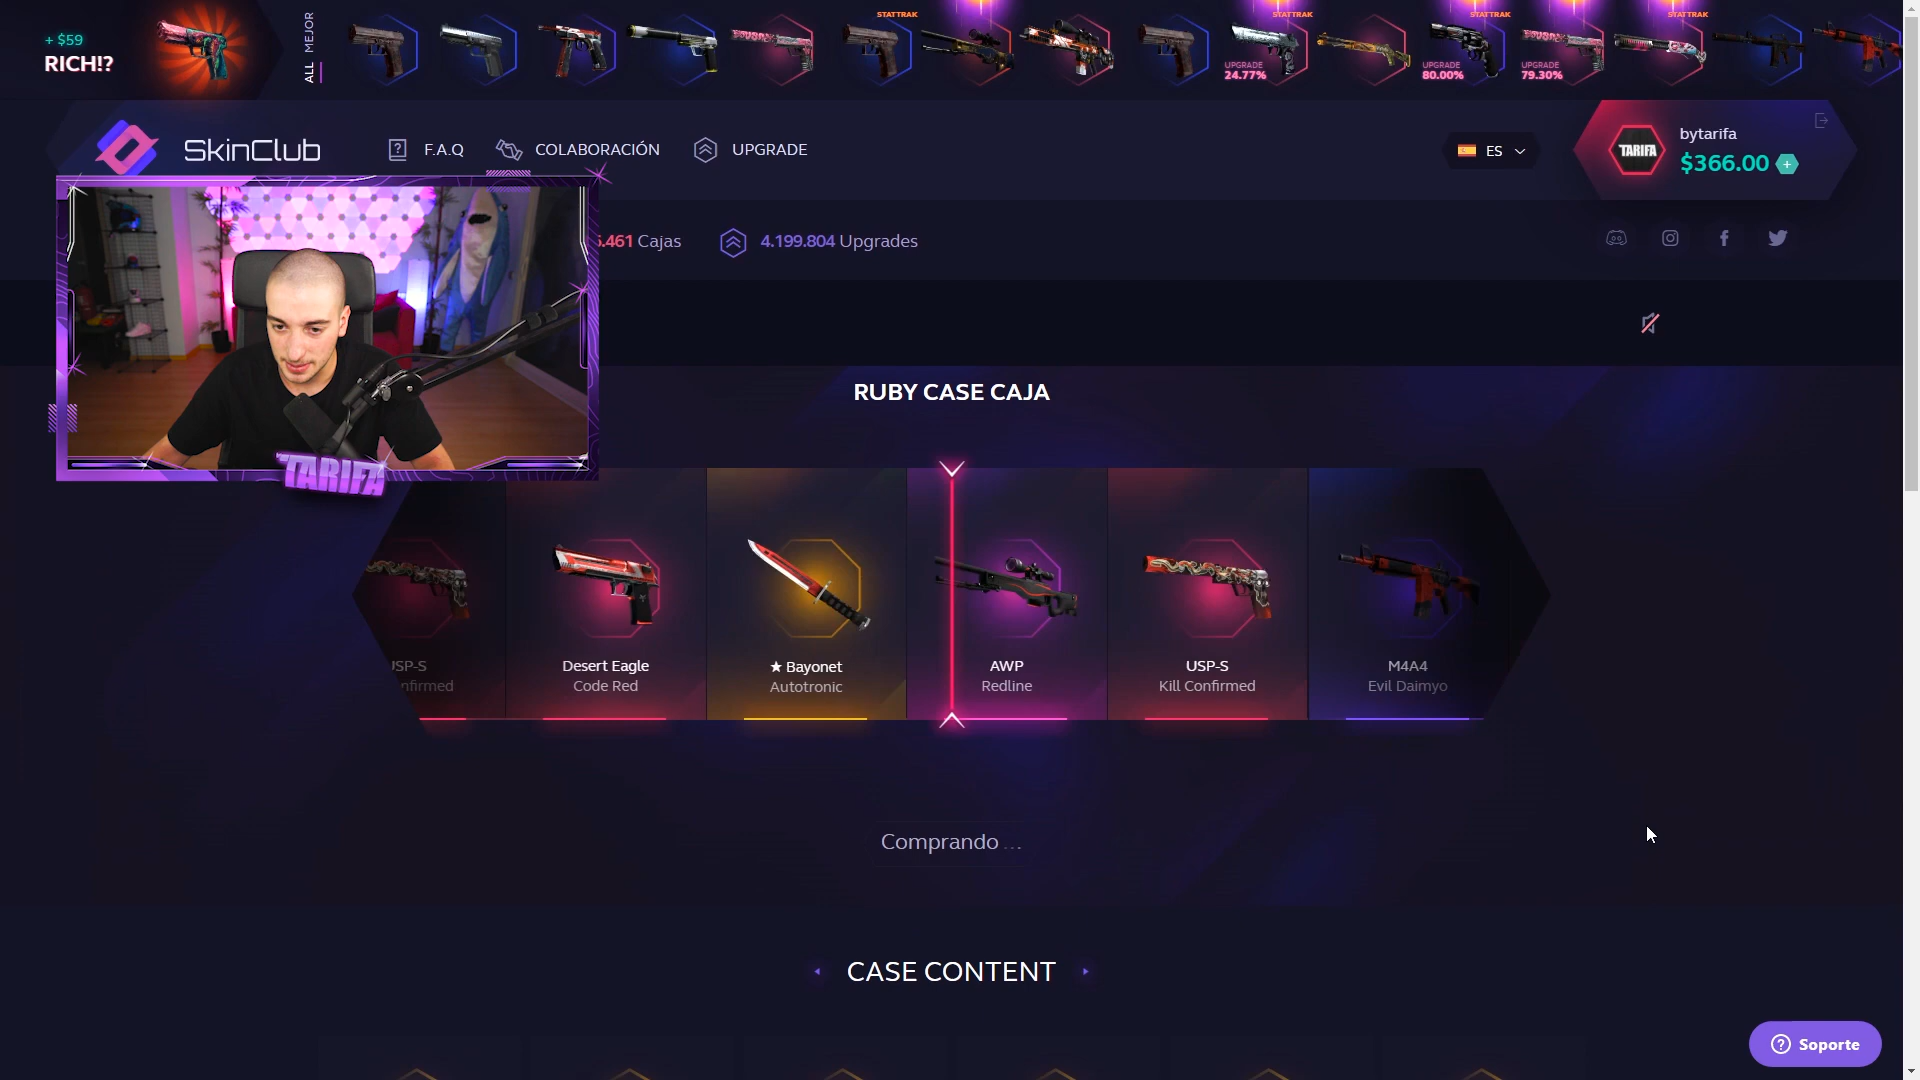 + $59
RICH!?
MEJOR
ALL
STATTRAK
UPGRADE
24.77%
STATTRAK
UPGRADE
80.00%
STATTRAK
UPGRADE
79.30%
STATTRAK
SkinClub
F.A.Q
COLABORACIÓN
UPGRADE
ES
TARIFA
bytarifa
$366.00
.461 Cajas
4.199.804 Upgrades
TARIFA
RUBY CASE CAJA
USP-S
Desert Eagle
Code Red
★ Bayonet
Autotronic
AWP
Redline
USP-S
Kill Confirmed
M4A4
Evil Daimyo
Comprando ...
CASE CONTENT
Soporte